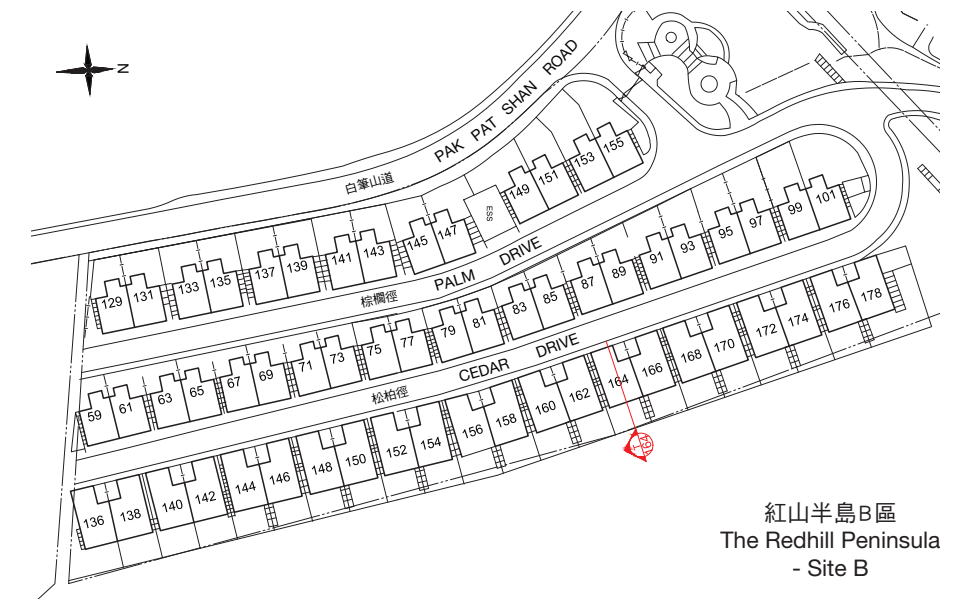 N
PAK PAT SHAN ROAD
白筆山道
149 151 153 155
ESS
129 131 133 135 137 139 141 143 145 147
PALM DRIVE
棕櫚徑
59 61 63 65 67 69 71 73 75 77 79 81 83 85 87 89 91 93 95 97 99 101
CEDAR DRIVE
松柏徑
136 138 140 142 144 146 148 150 152 154 156 158 160 162 164 166 168 170 172 174 176 178
164
紅山半島B區
The Redhill Peninsula
- Site B